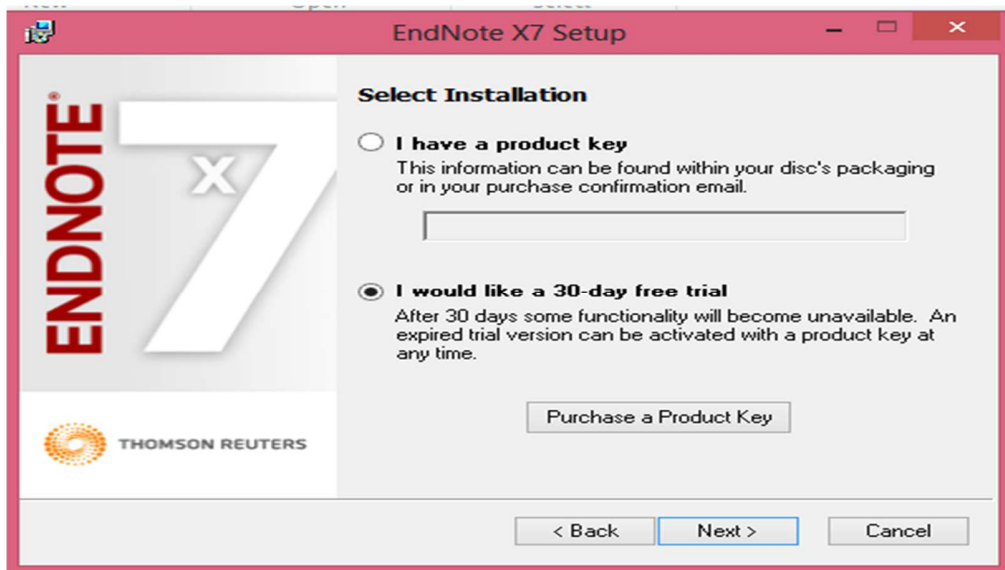 EndNote X7 Setup
ENDNOTE®
X7
THOMSON REUTERS
Select Installation
I have a product key
This information can be found within your disc's packaging
or in your purchase confirmation email.
I would like a 30-day free trial
After 30 days some functionality will become unavailable. An
expired trial version can be activated with a product key at
any time.
Purchase a Product Key
< Back
Next >
Cancel